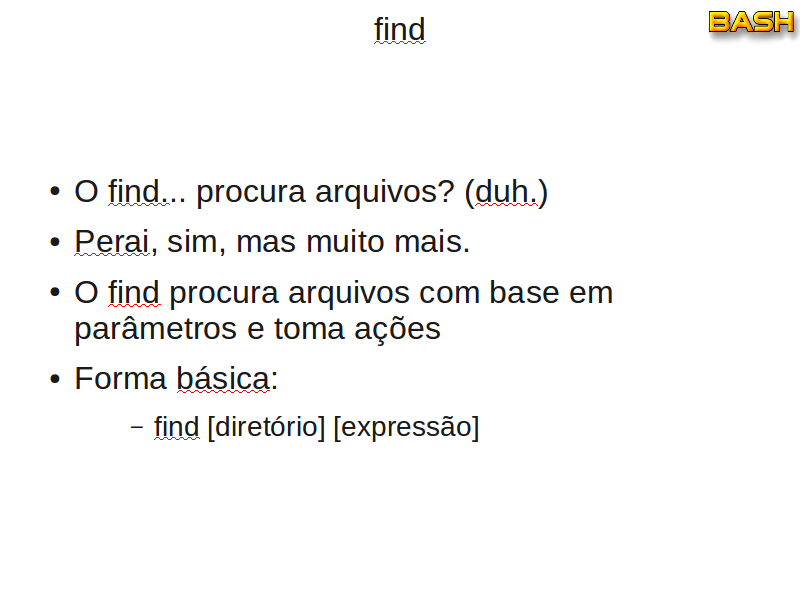 find
BASH
• O find... procura arquivos? (duh.)
• Perai, sim, mas muito mais.
• O find procura arquivos com base em
parâmetros e toma ações
• Forma básica:
– find [diretório] [expressão]